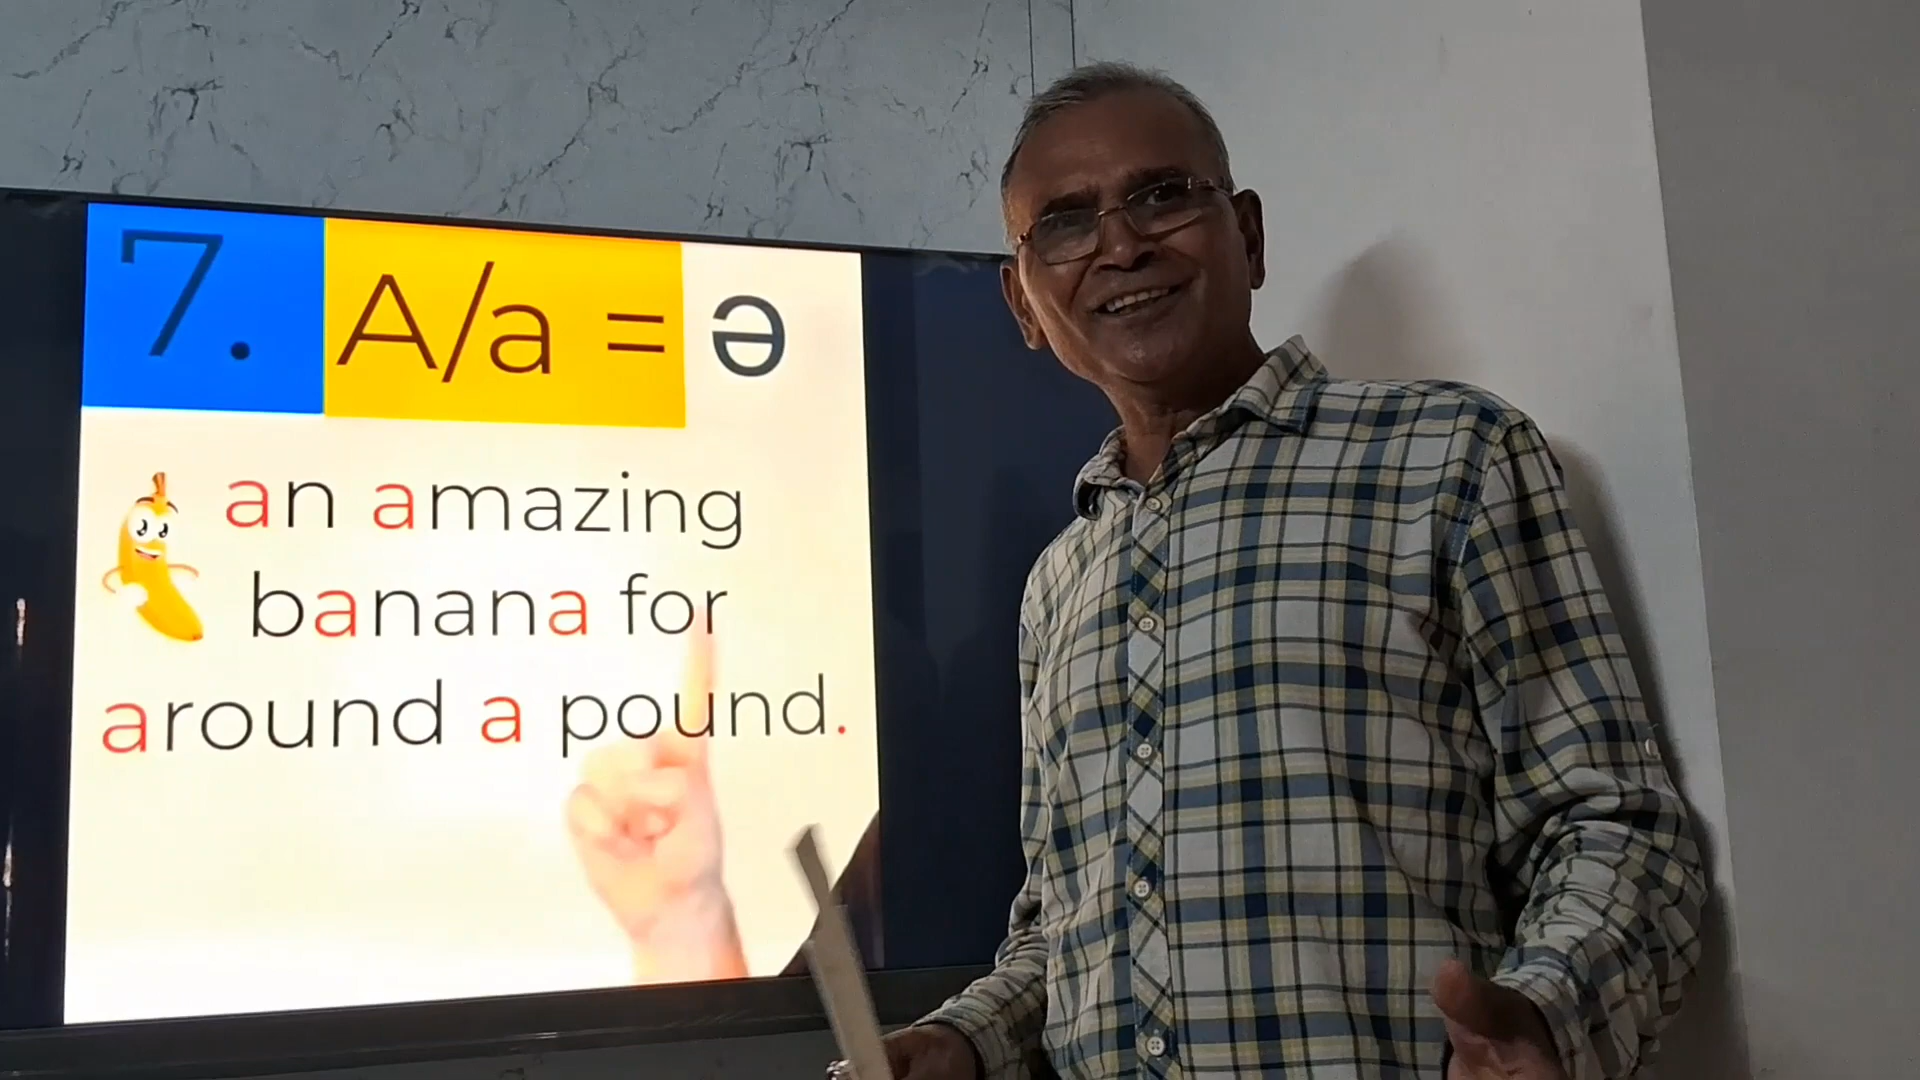 7. A/a = ə
an amazing
banana for
around a pound.